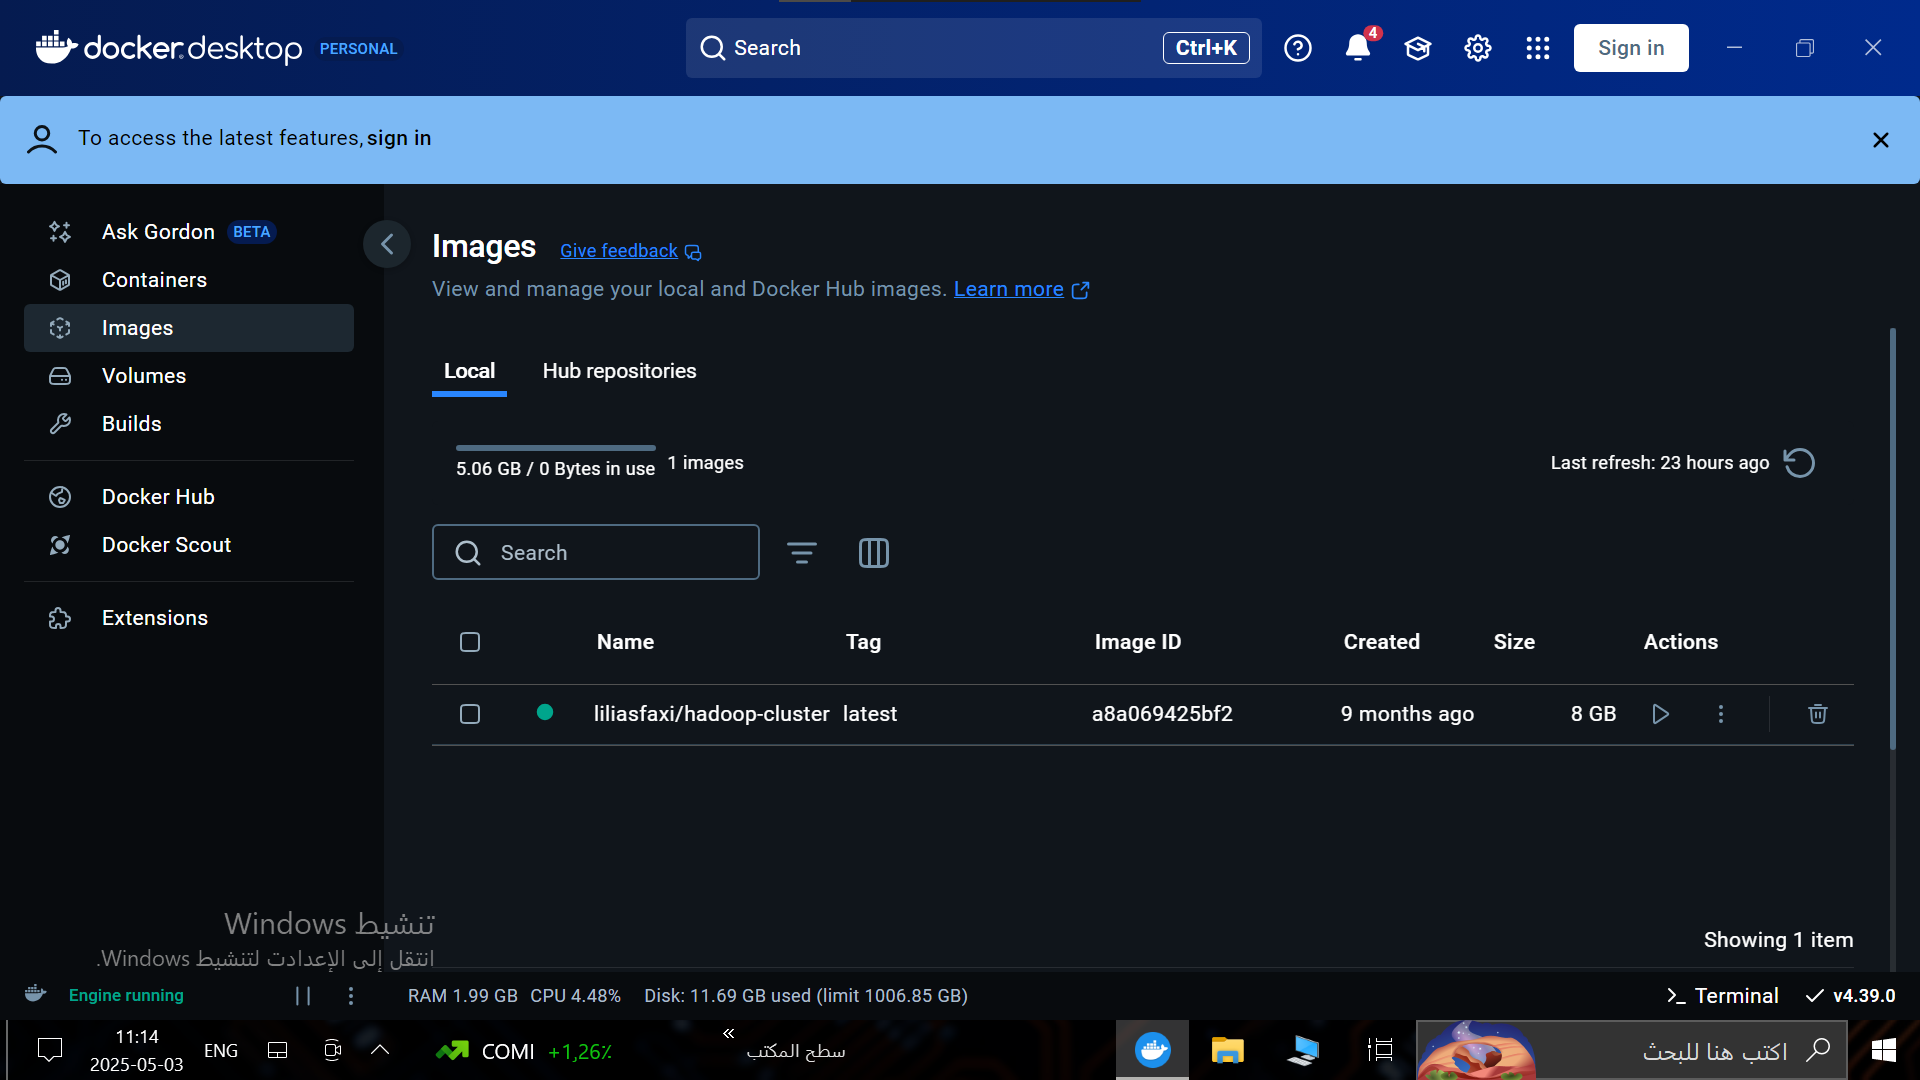 docker desktop PERSONAL
Search Ctrl+K
4
Sign in
To access the latest features, sign in
Ask Gordon BETA
Containers
Images
Volumes
Builds
Docker Hub
Docker Scout
Extensions
Images Give feedback
View and manage your local and Docker Hub images. Learn more
Local Hub repositories
5.06 GB / 0 Bytes in use 1 images
Last refresh: 23 hours ago
Search
Name Tag Image ID Created Size Actions
liliasfaxi/hadoop-cluster latest a8a069425bf2 9 months ago 8 GB
Showing 1 item
تنشيط Windows
انتقل إلى الإعدادت لتنشيط Windows.
Engine running RAM 1.99 GB CPU 4.48% Disk: 11.69 GB used (limit 1006.85 GB) Terminal v4.39.0
11:14
2025-05-03
ENG
COMI +1,26٪
«
سطح المكتب
اكتب هنا للبحث